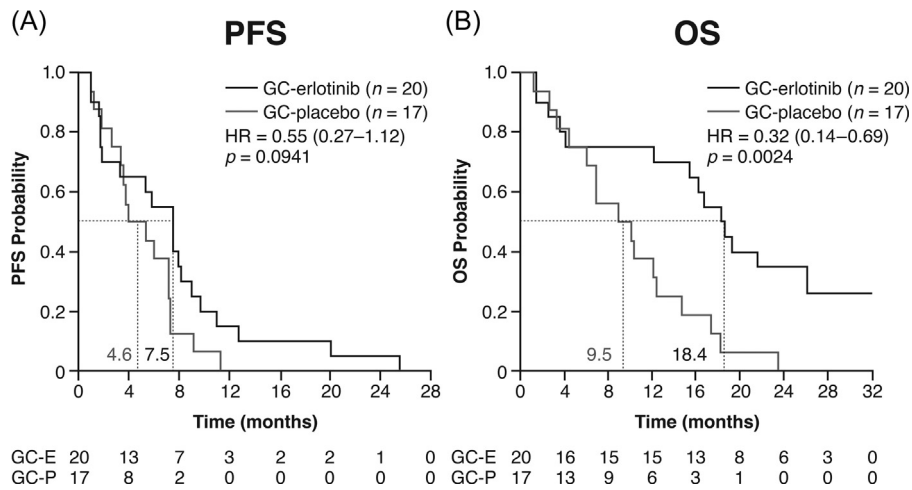 (A)
PFS
1.0
0.8
0.6
0.4
0.2
0
PFS Probability
GC-erlotinib (n = 20)
GC-placebo (n = 17)
HR = 0.55 (0.27–1.12)
p = 0.0941
4.6 7.5
0 4 8 12 16 20 24 28
Time (months)
GC-E 20 13 7 3 2 2 1 0
GC-P 17 8 2 0 0 0 0 0
(B)
OS
1.0
0.8
0.6
0.4
0.2
0
OS Probability
GC-erlotinib (n = 20)
GC-placebo (n = 17)
HR = 0.32 (0.14–0.69)
p = 0.0024
9.5 18.4
0 4 8 12 16 20 24 28 32
Time (months)
GC-E 20 16 15 15 13 8 6 3 0
GC-P 17 13 9 6 3 1 0 0 0